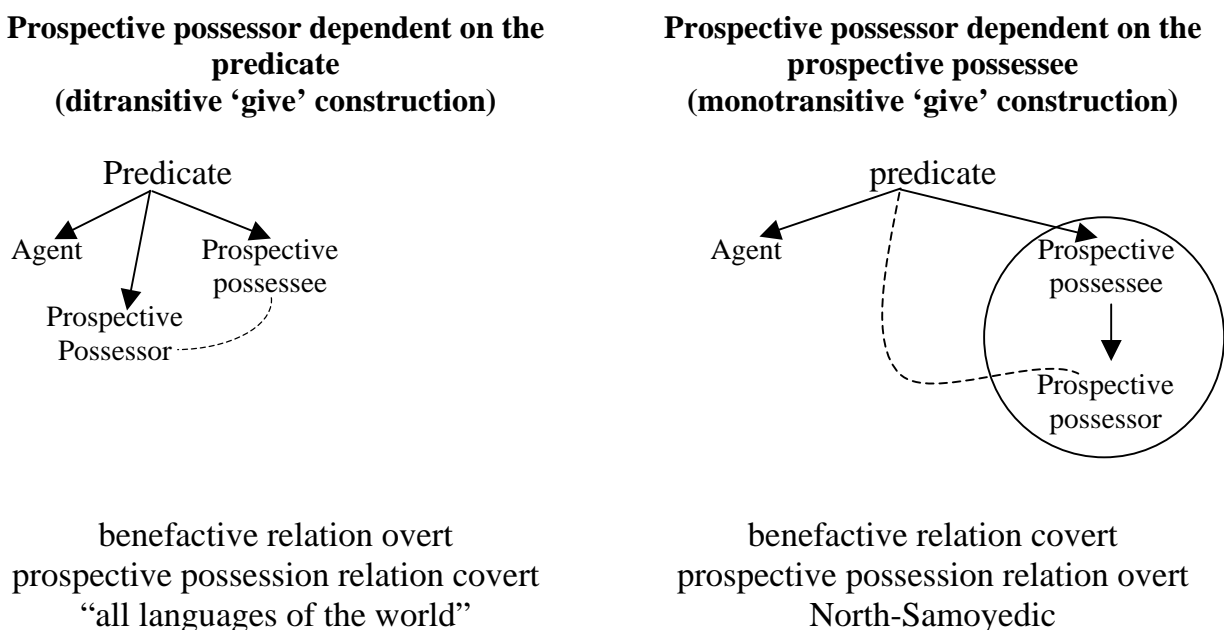 Prospective possessor dependent on the
predicate
(ditransitive ‘give’ construction)
Predicate
Agent
Prospective
possessee
Prospective
Possessor
benefactive relation overt
prospective possession relation covert
“all languages of the world”
Prospective possessor dependent on the
prospective possessee
(monotransitive ‘give’ construction)
predicate
Agent
Prospective
possessee
Prospective
possessor
benefactive relation covert
prospective possession relation overt
North-Samoyedic